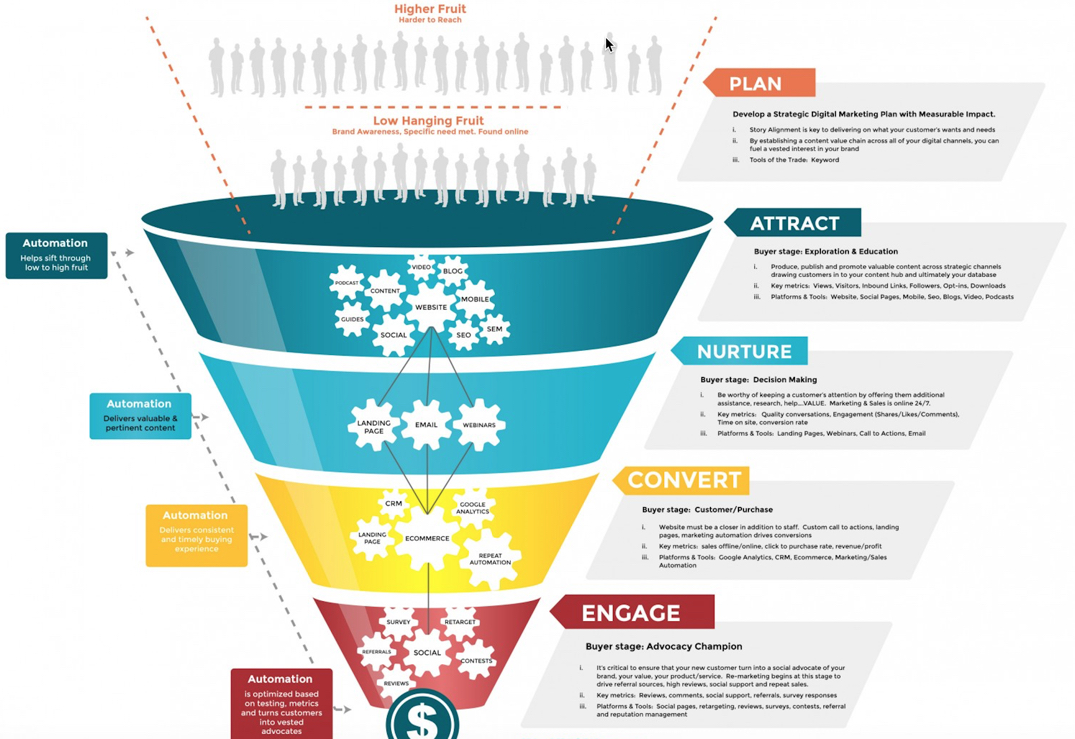 Higher Fruit
Harder to Reach
Low Hanging Fruit
Brand Awareness, Specific need met. Found online
PLAN
Develop a Strategic Digital Marketing Plan with Measurable Impact.
i. Story Alignment is key to delivering on what your customer's wants and needs
ii. By establishing a content value chain across all of your digital channels, you can
fuel a vested interest in your brand
iii. Tools of the Trade: Keyword
ATTRACT
Buyer stage: Exploration & Education
i. Produce, publish and promote valuable content across strategic channels
drawing customers in to your content hub and ultimately your database
ii. Key metrics: Views, Visitors, Inbound Links, Followers, Opt-ins, Downloads
iii. Platforms & Tools: Website, Social Pages, Mobile, Seo, Blogs, Video, Podcasts
Automation
Helps sift through
low to high fruit
VIDEO
BLOG
PODCAST
CONTENT
WEBSITE
MOBILE
GUIDES
SOCIAL
SEO
SEM
NURTURE
Buyer stage: Decision Making
i. Be worthy of keeping a customer's attention by offering them additional
assistance, research, help...VALUE. Marketing & Sales is online 24/7.
ii. Key metrics: Quality conversations, Engagement (Shares/Likes/Comments),
Time on site, conversion rate
iii. Platforms & Tools: Landing Pages, Webinars, Call to Actions, Email
Automation
Delivers valuable &
pertinent content
LANDING
PAGE
EMAIL
WEBINARS
CONVERT
Buyer stage: Customer/Purchase
i. Website must be a closer in addition to staff. Custom call to actions, landing
pages, marketing automation drives conversions
ii. Key metrics: sales offline/online, click to purchase rate, revenue/profit
iii. Platforms & Tools: Google Analytics, CRM, Ecommerce, Marketing/Sales
Automation
Automation
Delivers consistent
and timely buying
experience
CRM
GOOGLE
ANALYTICS
LANDING
PAGE
ECOMMERCE
REPEAT
AUTOMATION
ENGAGE
Buyer stage: Advocacy Champion
i. It's critical to ensure that your new customer turn into a social advocate of your
brand, your value, your product/service. Re-marketing begins at this stage to
drive referral sources, high reviews, social support and repeat sales.
ii. Key metrics: Reviews, comments, social support, referrals, survey responses
iii. Platforms & Tools: Social pages, retargeting, reviews, surveys, contests, referral
and reputation management
SURVEY
RETARGET
REFERRALS
SOCIAL
CONTESTS
REVIEWS
Automation
is optimized based
on testing, metrics
and turns customers
into vested
advocates
$